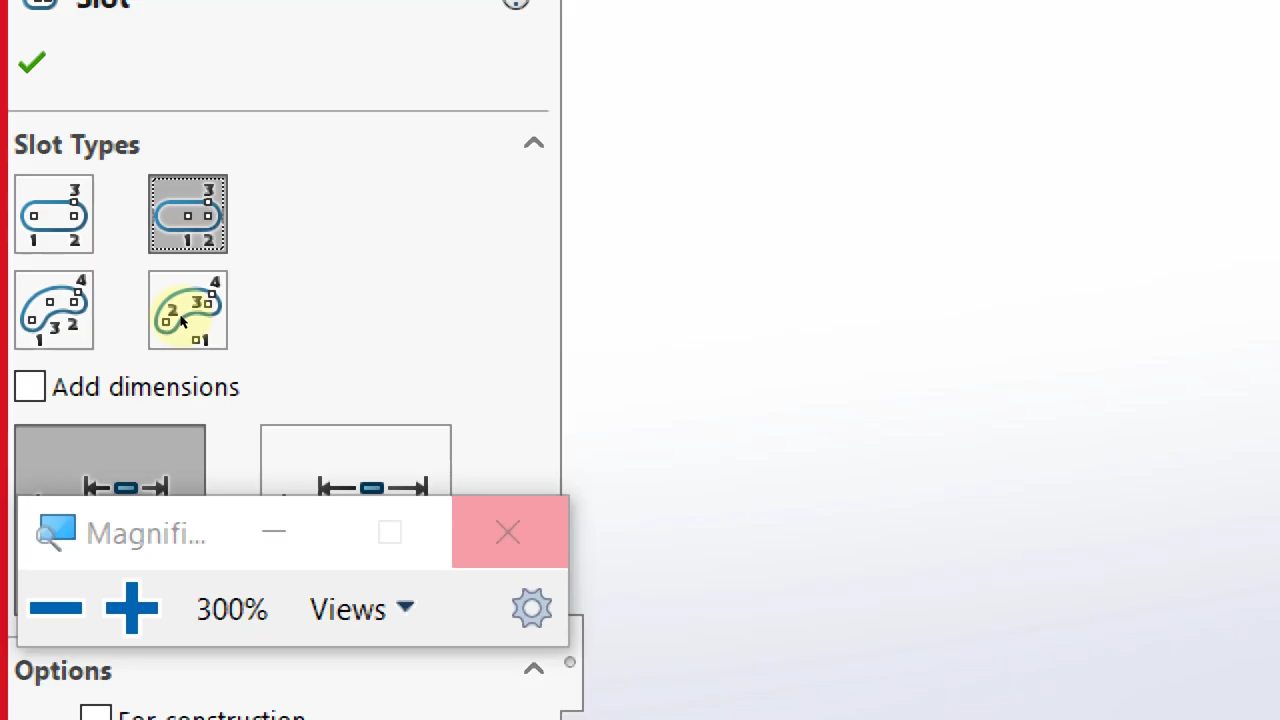 Slot
Slot Types
3
1 2
3
1 2
4
1 3 2
4
2 3
1
Add dimensions
Magnifi...
300% Views
Options
For construction